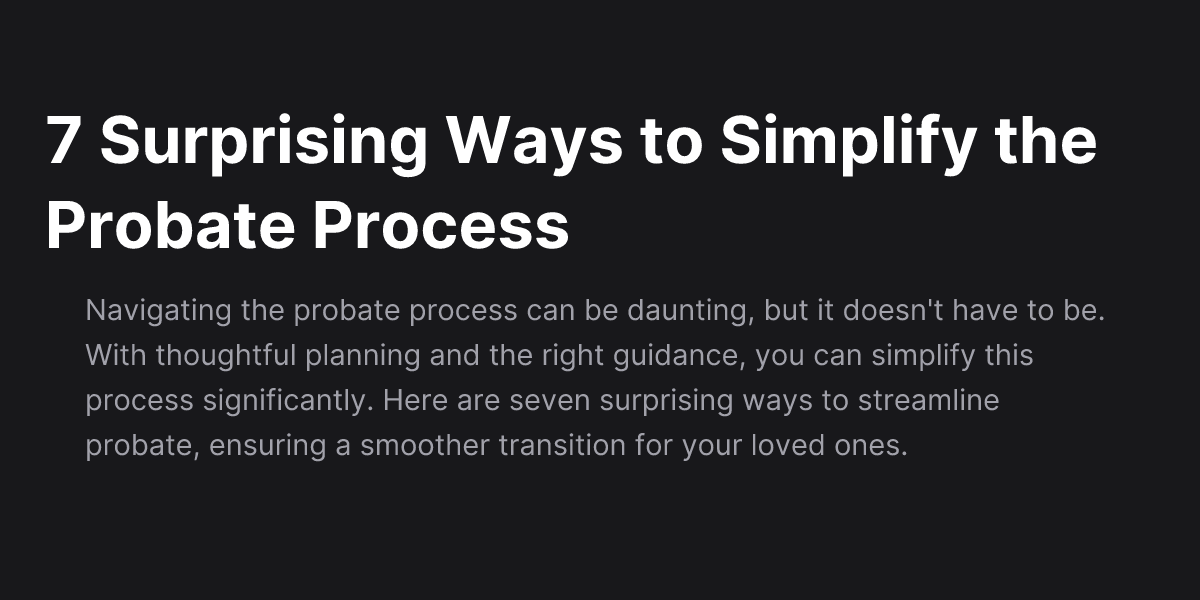 7 Surprising Ways to Simplify the
Probate Process
Navigating the probate process can be daunting, but it doesn't have to be.
With thoughtful planning and the right guidance, you can simplify this
process significantly. Here are seven surprising ways to streamline
probate, ensuring a smoother transition for your loved ones.